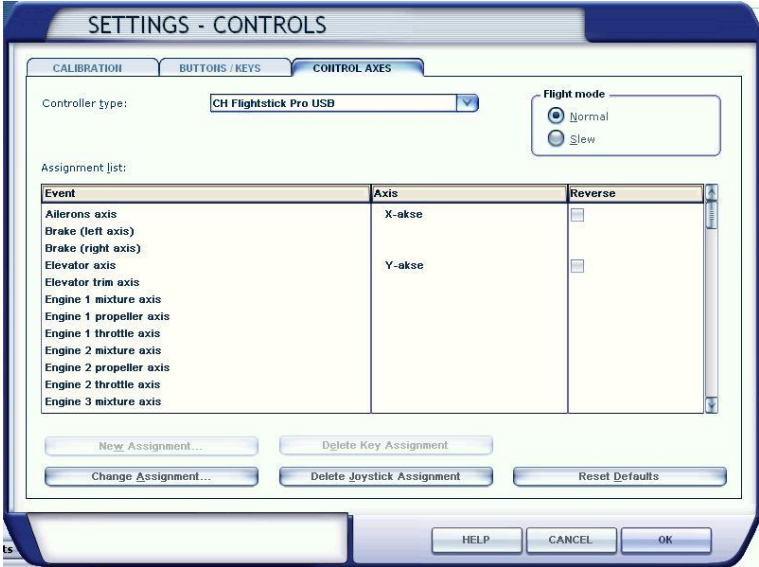 SETTINGS - CONTROLS
CALIBRATION BUTTONS / KEYS CONTROL AXES
Controller type: CH Flightstick Pro USB
Flight mode
Normal
Slew
Assignment list:
Event Axis Reverse
Ailerons axis X-akse
Brake (left axis)
Brake (right axis)
Elevator axis Y-akse
Elevator trim axis
Engine 1 mixture axis
Engine 1 propeller axis
Engine 1 throttle axis
Engine 2 mixture axis
Engine 2 propeller axis
Engine 2 throttle axis
Engine 3 mixture axis
New Assignment... Delete Key Assignment
Change Assignment... Delete Joystick Assignment Reset Defaults
HELP CANCEL OK
ts